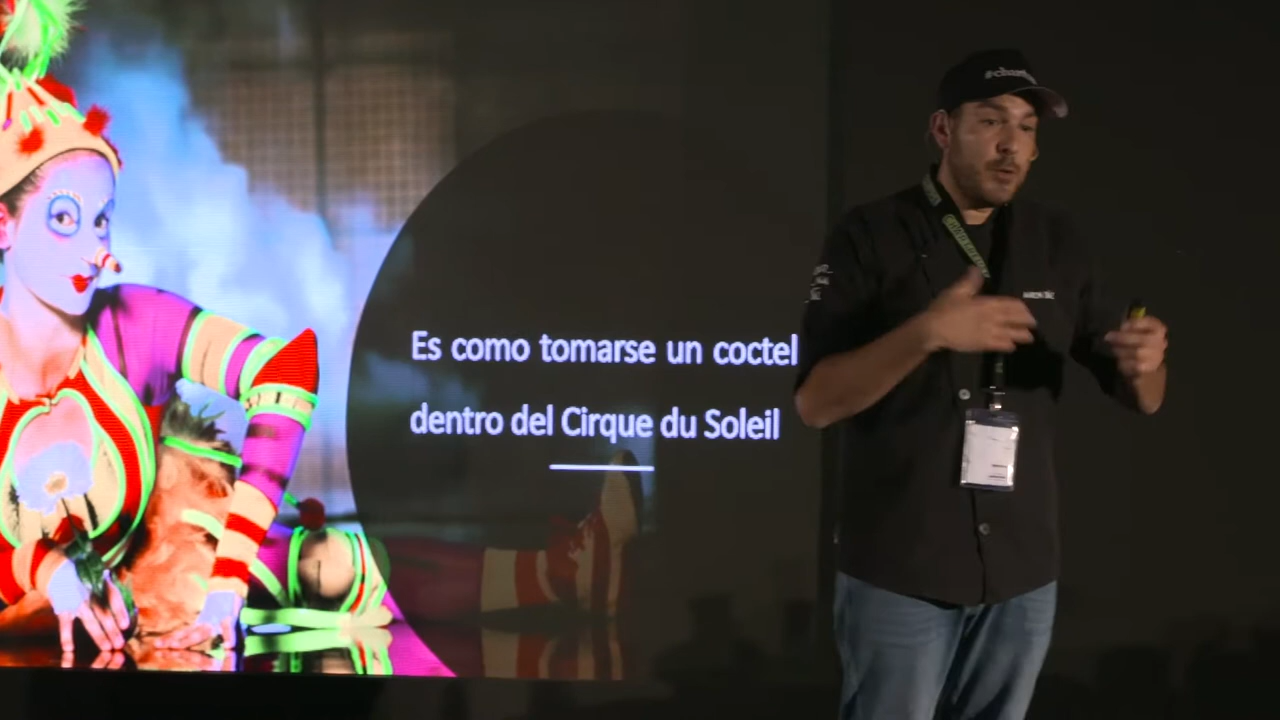 Es como tomarse un coctel
dentro del Cirque du Soleil